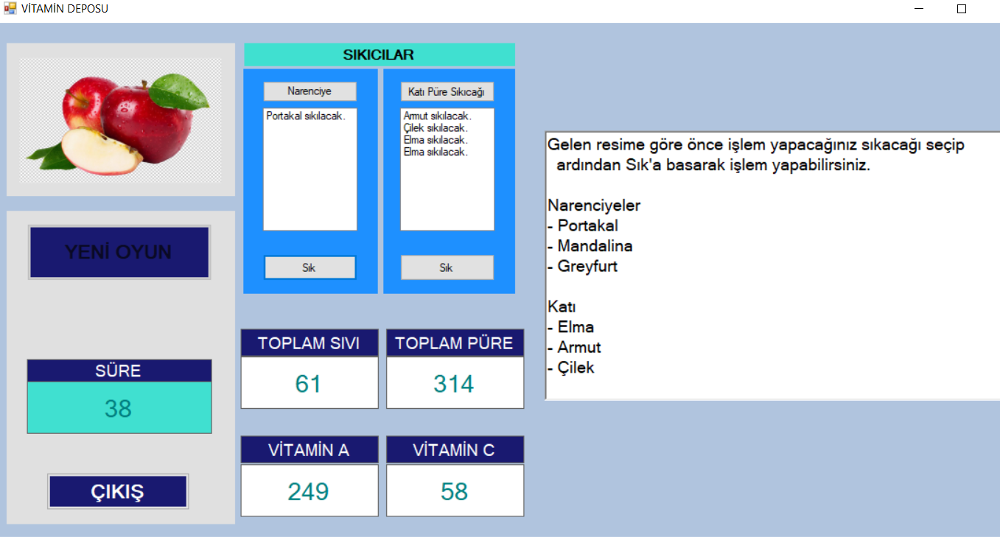 VİTAMİN DEPOSU
SIKICILAR
Narenciye
Portakal sıkılacak.
Sık
Katı Püre Sıkıcağı
Armut sıkılacak.
Çilek sıkılacak.
Elma sıkılacak.
Elma sıkılacak.
Sık
YENİ OYUN
SÜRE
38
ÇIKIŞ
TOPLAM SIVI
61
TOPLAM PÜRE
314
VİTAMİN A
249
VİTAMİN C
58
Gelen resime göre önce işlem yapacağınız sıkacağı seçip
ardından Sık'a basarak işlem yapabilirsiniz.
Narenciyeler
- Portakal
- Mandalina
- Greyfurt
Katı
- Elma
- Armut
- Çilek